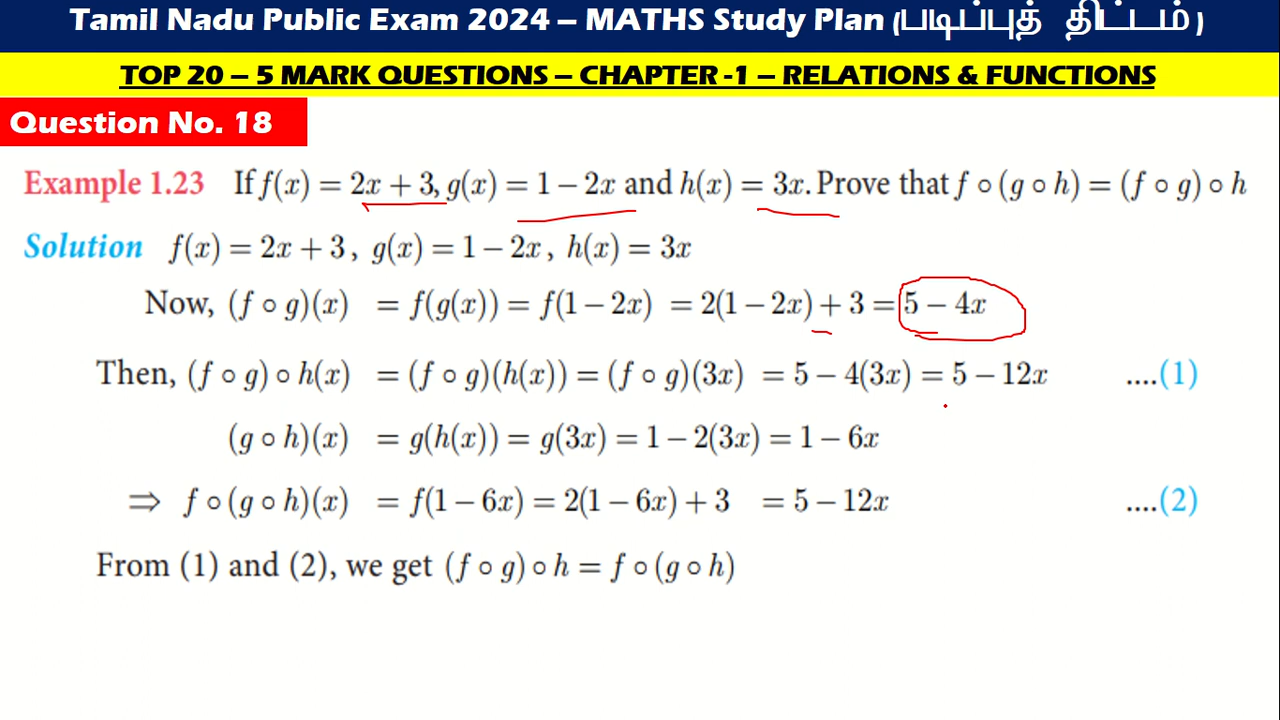 Tamil Nadu Public Exam 2024 – MATHS Study Plan (படிப்புத் திட்டம்)
TOP 20 – 5 MARK QUESTIONS – CHAPTER -1 – RELATIONS & FUNCTIONS
Question No. 18
Example 1.23 If f(x) = 2x + 3, g(x) = 1 – 2x and h(x) = 3x. Prove that f ∘ (g ∘ h) = (f ∘ g) ∘ h
Solution f(x) = 2x + 3, g(x) = 1 – 2x, h(x) = 3x
Now, (f ∘ g)(x) = f(g(x)) = f(1 – 2x) = 2(1 – 2x) + 3 = 5 – 4x
Then, (f ∘ g) ∘ h(x) = (f ∘ g)(h(x)) = (f ∘ g)(3x) = 5 – 4(3x) = 5 – 12x ....(1)
(g ∘ h)(x) = g(h(x)) = g(3x) = 1 – 2(3x) = 1 – 6x
⟹ f ∘ (g ∘ h)(x) = f(1 – 6x) = 2(1 – 6x) + 3 = 5 – 12x ....(2)
From (1) and (2), we get (f ∘ g) ∘ h = f ∘ (g ∘ h)